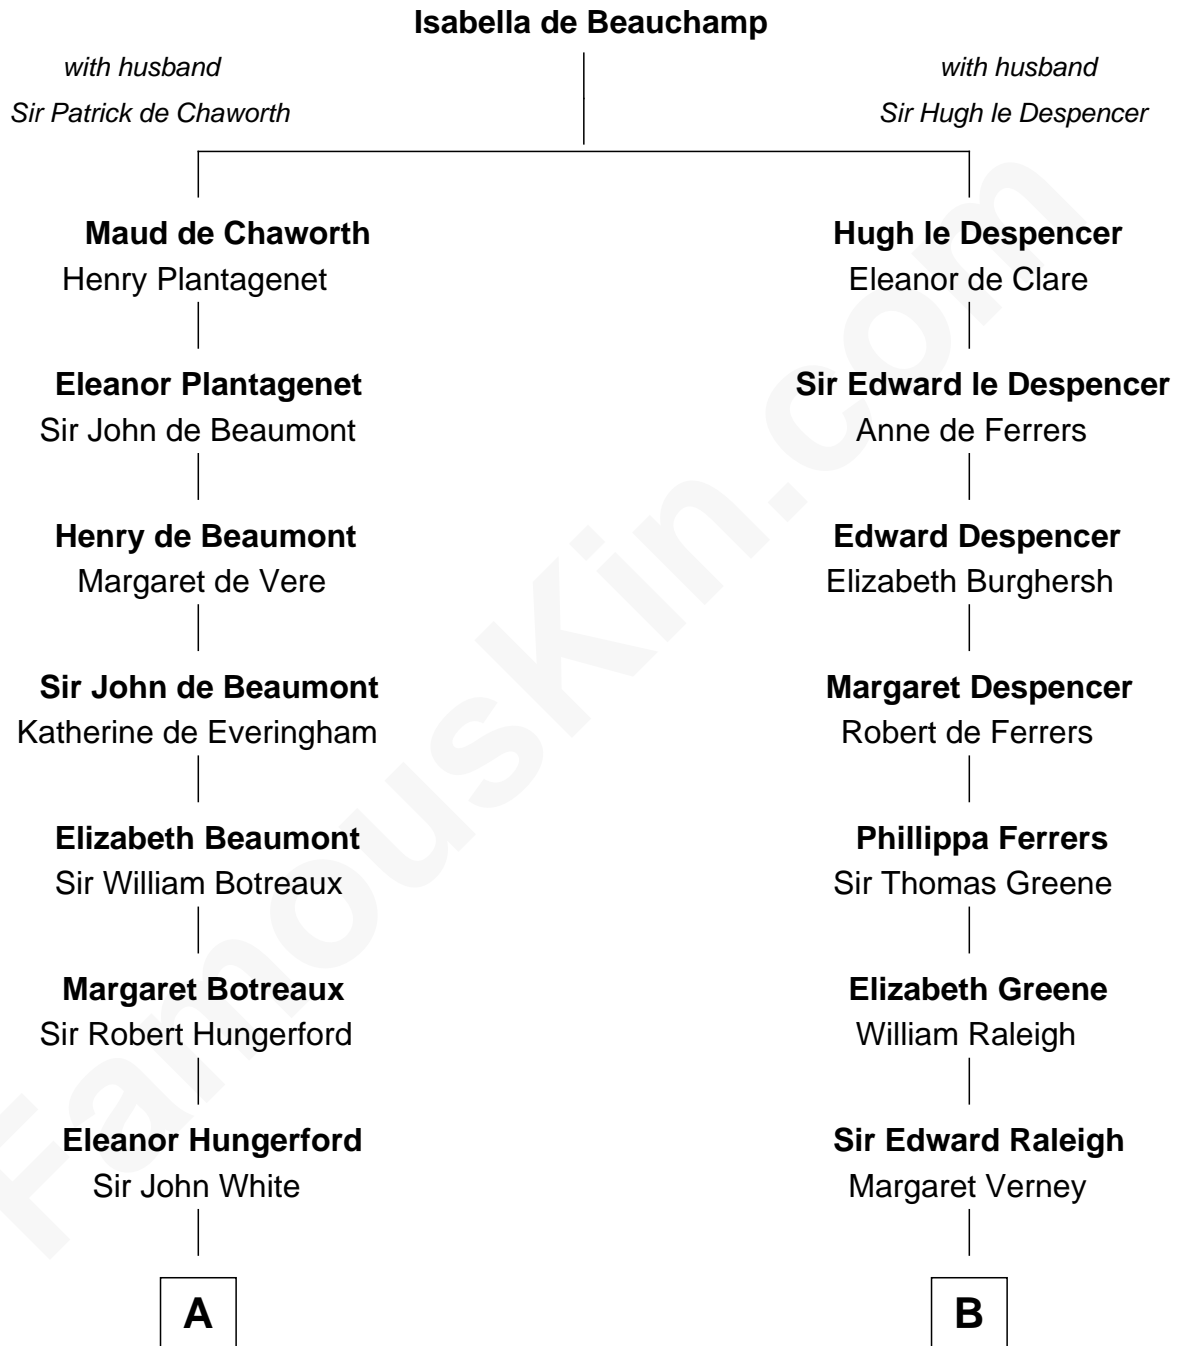 Isabella de Beauchamp
with husband
Sir Patrick de Chaworth
with husband
Sir Hugh le Despencer
Maud de Chaworth
Henry Plantagenet
Hugh le Despencer
Eleanor de Clare
Eleanor Plantagenet
Sir John de Beaumont
Sir Edward le Despencer
Anne de Ferrers
Henry de Beaumont
Margaret de Vere
Edward Despencer
Elizabeth Burghersh
Sir John de Beaumont
Katherine de Everingham
Margaret Despencer
Robert de Ferrers
Elizabeth Beaumont
Sir William Botreaux
Phillippa Ferrers
Sir Thomas Greene
Margaret Botreaux
Sir Robert Hungerford
Elizabeth Greene
William Raleigh
Eleanor Hungerford
Sir John White
Sir Edward Raleigh
Margaret Verney
A
B
FamousKin.com